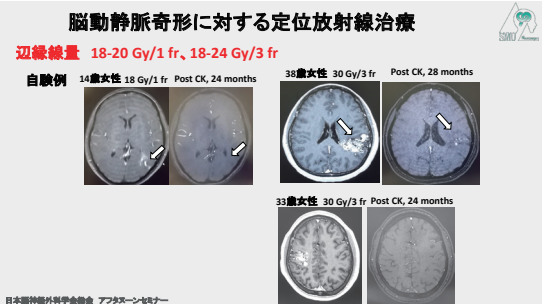 脳動静脈奇形に対する定位放射線治療
辺縁線量 18-20 Gy/1 fr、18-24 Gy/3 fr
自験例
14歳女性 18 Gy/1 fr Post CK, 24 months
38歳女性 30 Gy/3 fr Post CK, 28 months
33歳女性 30 Gy/3 fr Post CK, 24 months
日本脳神経外科学会総会 アフタヌーンセミナー